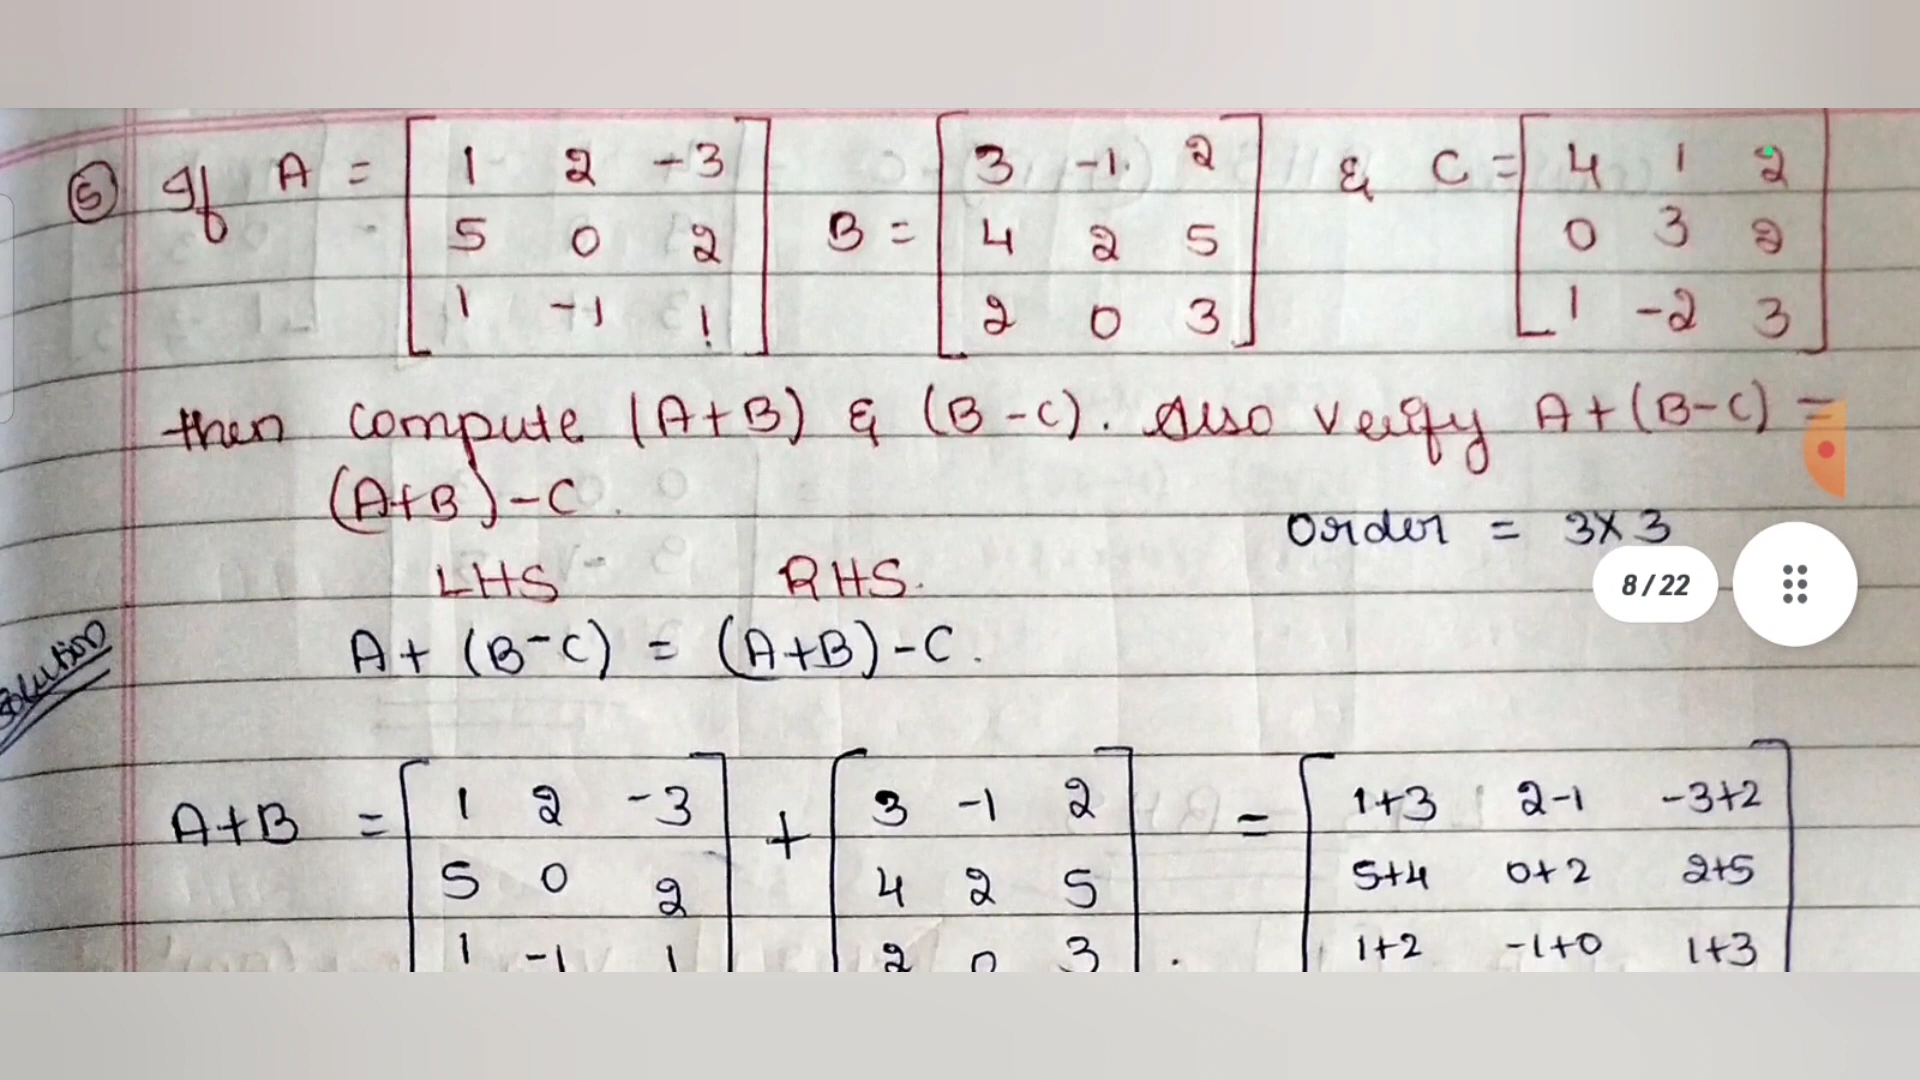 5 If A = [ 1 2 -3 ] B = [ 3 -1 2 ] & C = [ 4 1 2 ]
[ 5 0 2 ] [ 4 2 5 ] [ 0 3 2 ]
[ 1 -1 1 ] [ 2 0 3 ] [ 1 -2 3 ]
then compute (A+B) & (B-C). Also verify A+(B-C) =
(A+B)-C.
Order = 3×3
LHS RHS.
8 / 22
Solution
A+ (B-C) = (A+B)-C.
A+B = [ 1 2 -3 ] + [ 3 -1 2 ] = [ 1+3 2-1 -3+2 ]
[ 5 0 2 ] [ 4 2 5 ] [ 5+4 0+2 2+5 ]
[ 1 -1 1 ] [ 2 0 3 ] . [ 1+2 -1+0 1+3 ]